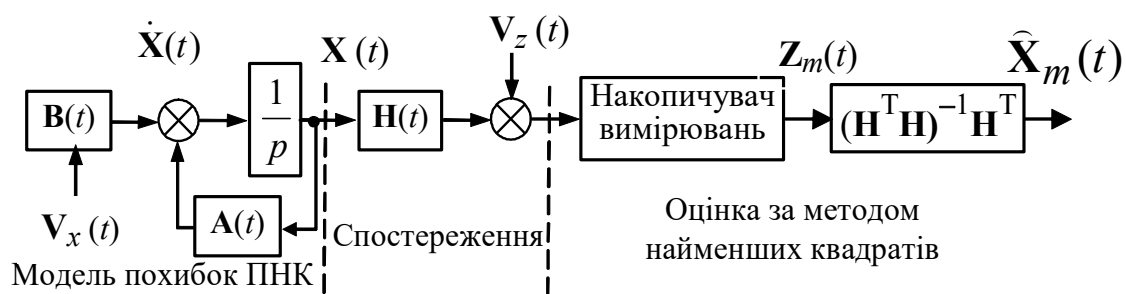 Ẋ(t)
X (t)
V_z (t)
Z_m(t)
X̂_m(t)
B(t)
1
p
H(t)
Накопичувач
вимірювань
(HᵀH)⁻¹Hᵀ
V_x (t)
A(t)
Спостереження
Оцінка за методом
найменших квадратів
Модель похибок ПНК